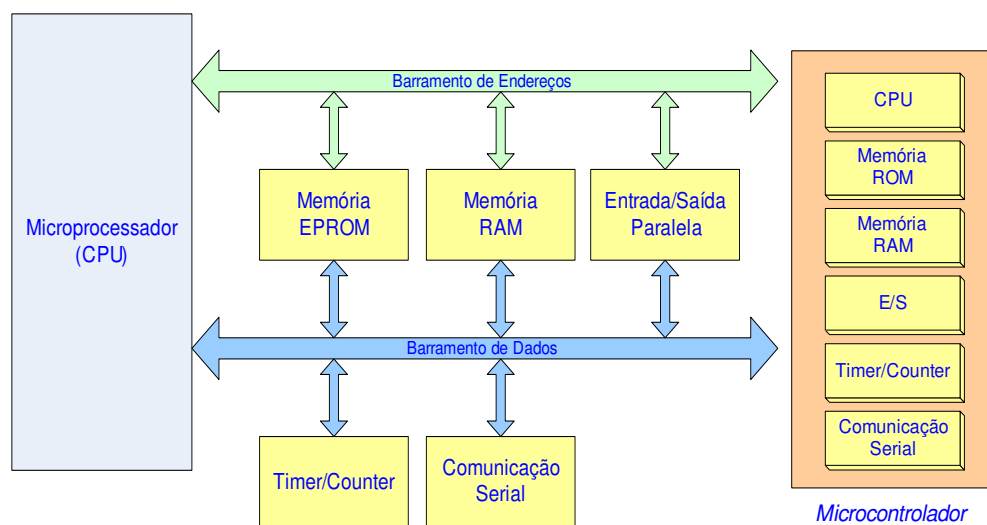 Barramento de Endereços
Microprocessador
(CPU)
Memória
EPROM
Memória
RAM
Entrada/Saída
Paralela
Barramento de Dados
Timer/Counter
Comunicação
Serial
CPU
Memória
ROM
Memória
RAM
E/S
Timer/Counter
Comunicação
Serial
Microcontrolador